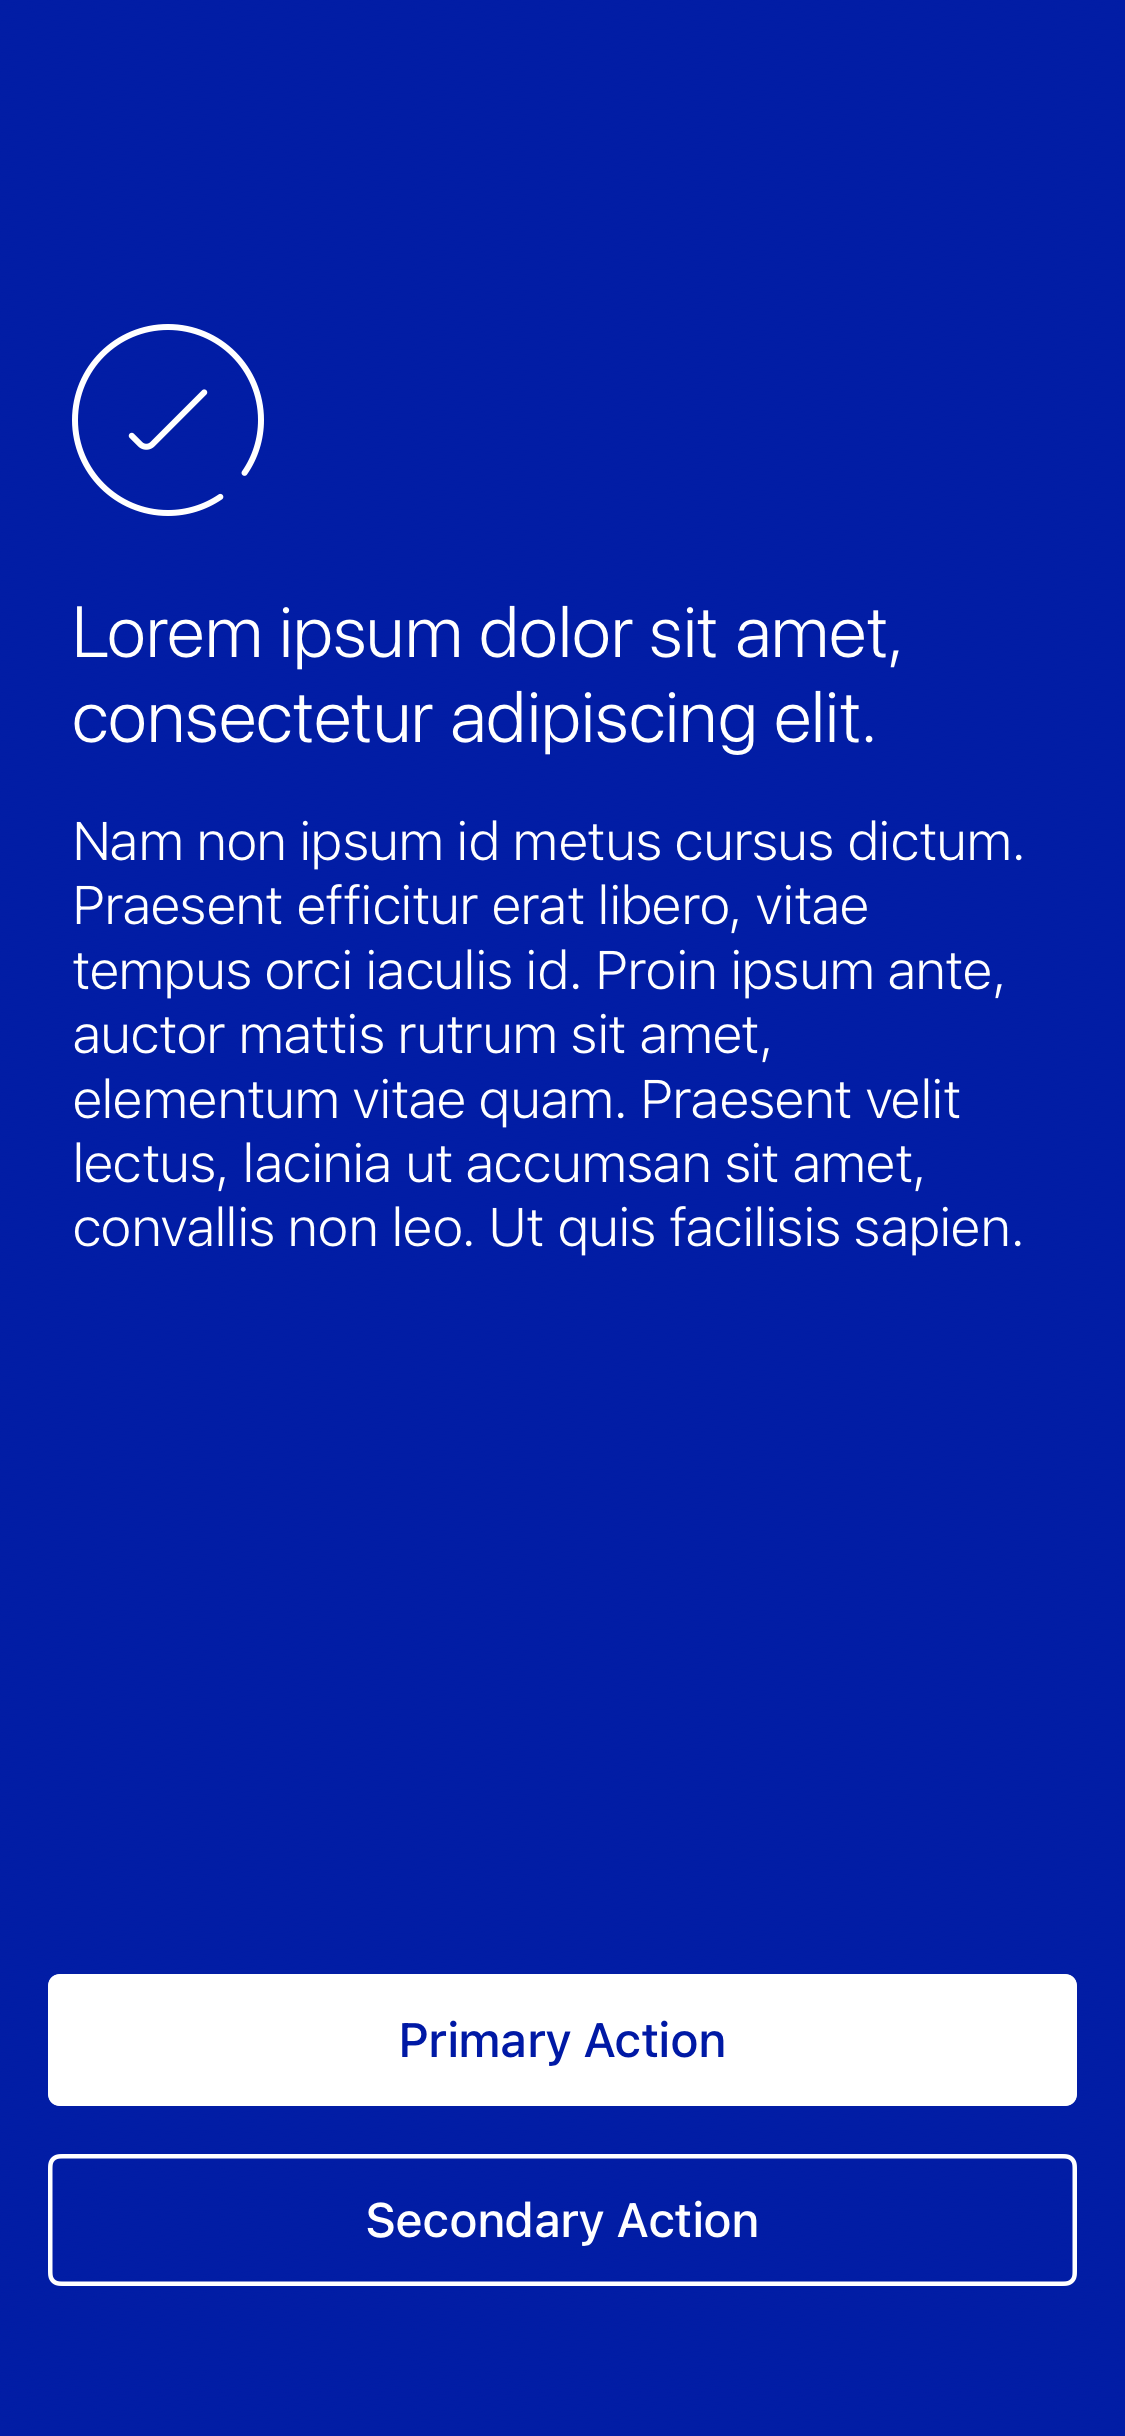 Lorem ipsum dolor sit amet,
consectetur adipiscing elit.
Nam non ipsum id metus cursus dictum.
Praesent efficitur erat libero, vitae
tempus orci iaculis id. Proin ipsum ante,
auctor mattis rutrum sit amet,
elementum vitae quam. Praesent velit
lectus, lacinia ut accumsan sit amet,
convallis non leo. Ut quis facilisis sapien.
Primary Action
Secondary Action